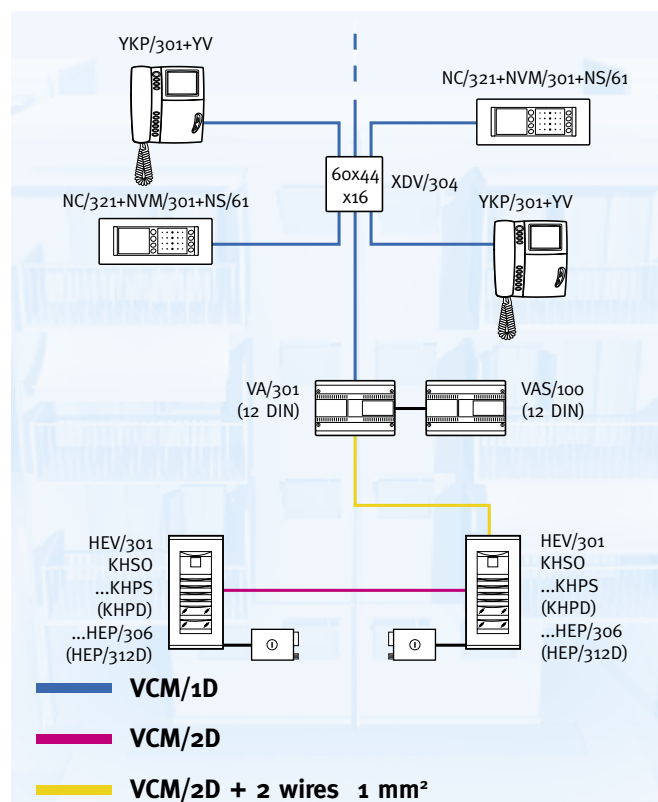 YKP/301+YV
NC/321+NVM/301+NS/61
60x44
x16
XDV/304
NC/321+NVM/301+NS/61
YKP/301+YV
VA/301
(12 DIN)
VAS/100
(12 DIN)
HEV/301
KHSO
...KHPS
(KHPD)
...HEP/306
(HEP/312D)
HEV/301
KHSO
...KHPS
(KHPD)
...HEP/306
(HEP/312D)
VCM/1D
VCM/2D
VCM/2D + 2 wires 1 mm²